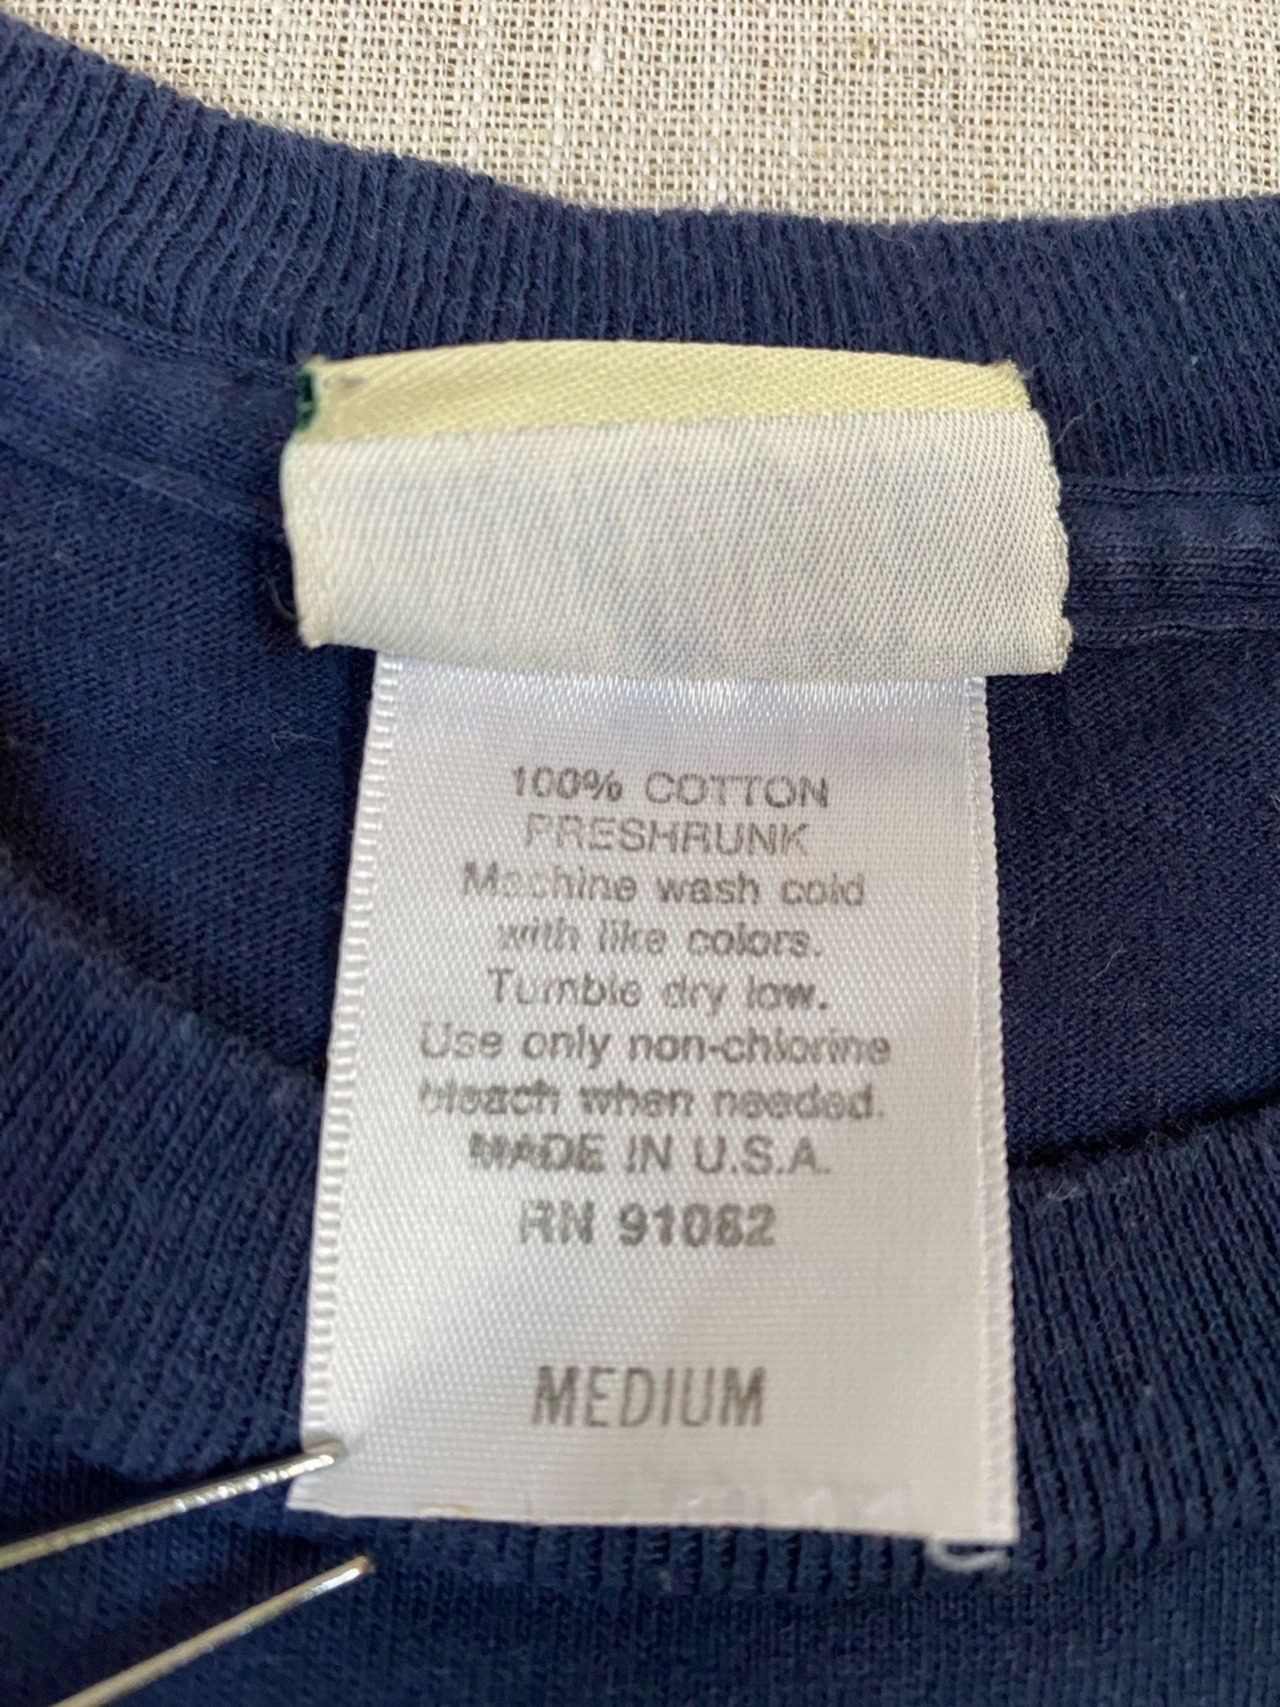 100% COTTON
PRESHRUNK
Machine wash cold
with like colors.
Tumble dry low.
Use only non-chlorine
bleach when needed.
MADE IN U.S.A.
RN 91082
MEDIUM